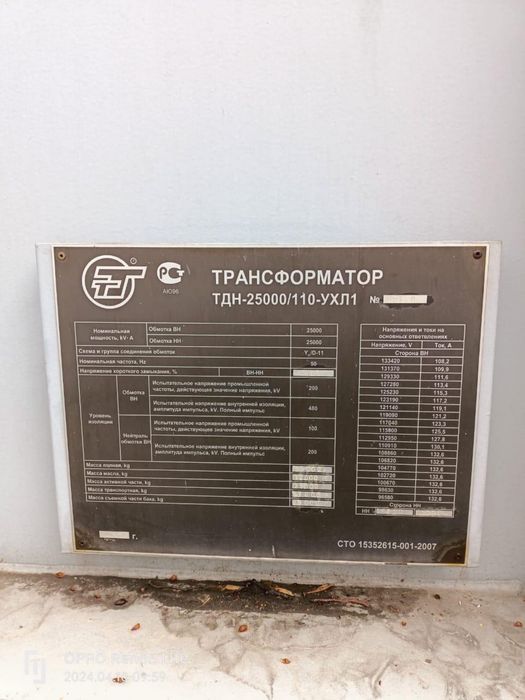 ТРАНСФОРМАТОР
АЮ96
ТДН-25000/110-УХЛ1 №
Номинальная мощность, kV·А
Обмотка ВН 25000
Обмотка НН 25000
Схема и группа соединения обмоток Yн/D-11
Номинальная частота, Hz 50
Напряжение короткого замыкания, % ВН-НН
Уровень изоляции
Обмотка ВН
Испытательное напряжение промышленной частоты, действующее значение напряжения, kV 200
Испытательное напряжение внутренней изоляции, амплитуда импульса, kV. Полный импульс 480
Нейтраль обмотки ВН
Испытательное напряжение промышленной частоты, действующее значение напряжения, kV 100
Испытательное напряжение внутренней изоляции, амплитуда импульса, kV. Полный импульс 200
Масса полная, kg
Масса масла, kg
Масса активной части, kg
Масса транспортная, kg
Масса съемной части бака, kg
Напряжения и токи на основных ответвлениях
Напряжение, V Ток, А
Сторона ВН
133420 108,2
131370 109,9
129330 111,6
127280 113,4
125230 115,3
123190 117,2
121140 119,1
119090 121,2
117040 123,3
115000 125,5
112950 127,8
110910 130,1
108860 132,6
106820 132,6
104770 132,6
102720 132,6
100670 132,6
98630 132,6
96580 132,6
Сторона НН
НН
г.
СТО 15352615-001-2007
2024.04.
09:59